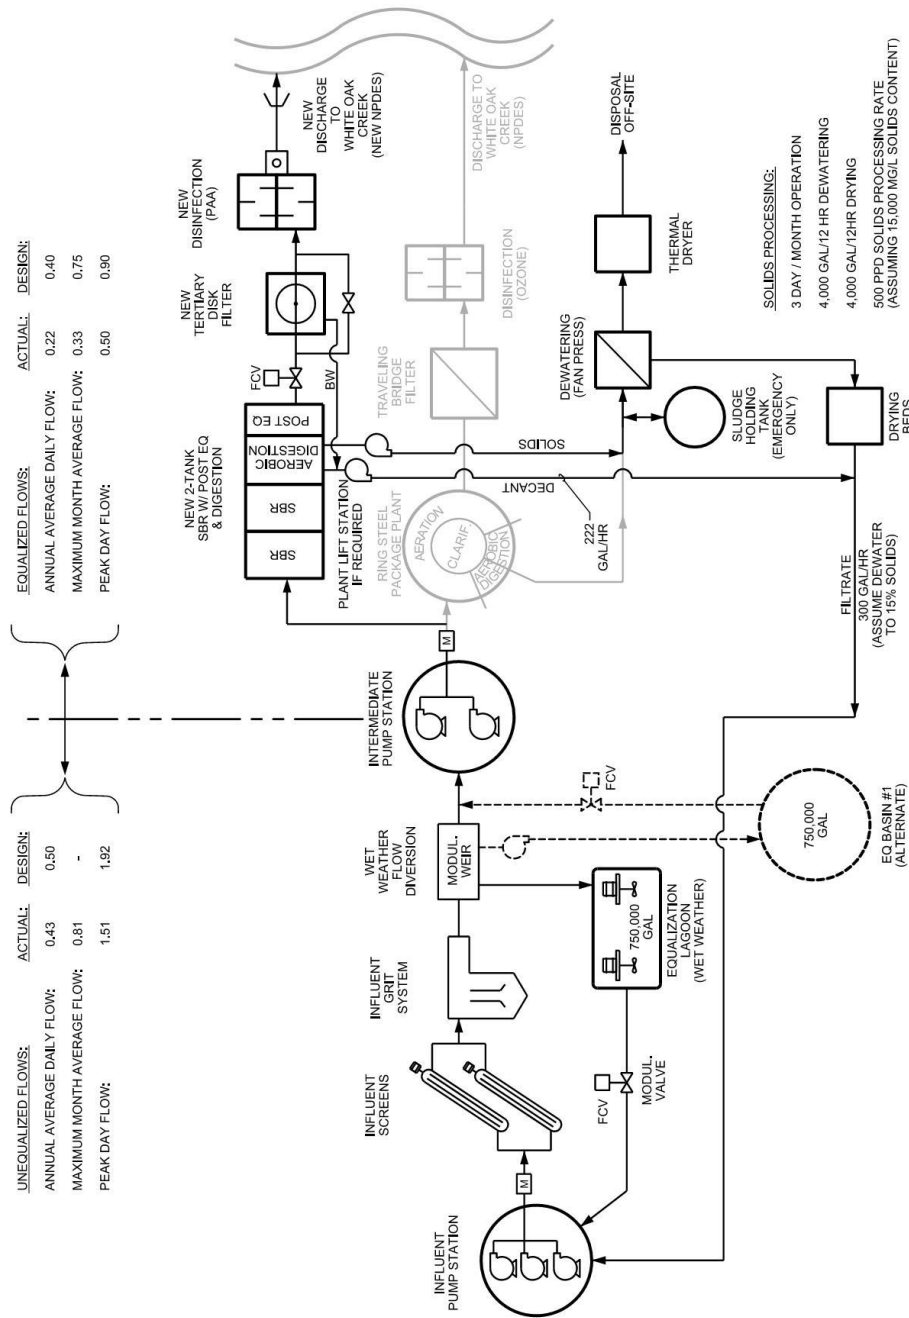 UNEQUALIZED FLOWS: ACTUAL: DESIGN:
ANNUAL AVERAGE DAILY FLOW: 0.43 0.50
MAXIMUM MONTH AVERAGE FLOW: 0.81 -
PEAK DAY FLOW: 1.51 1.92
EQUALIZED FLOWS: ACTUAL: DESIGN:
ANNUAL AVERAGE DAILY FLOW: 0.22 0.40
MAXIMUM MONTH AVERAGE FLOW: 0.33 0.75
PEAK DAY FLOW: 0.50 0.90
INFLUENT
PUMP STATION
M
INFLUENT
SCREENS
INFLUENT
GRIT
SYSTEM
WET
WEATHER
FLOW
DIVERSION
MODUL.
WEIR
INTERMEDIATE
PUMP STATION
M
NEW 2-TANK
SBR W/ POST EQ
& DIGESTION
SBR
SBR
AEROBIC
DIGESTION
POST EQ
PLANT LIFT STATION
IF REQUIRED
FCV
BW
NEW
TERTIARY
DISK
FILTER
NEW
DISINFECTION
(PAA)
NEW
DISCHARGE
TO
WHITE OAK
CREEK
(NEW NPDES)
RING STEEL
PACKAGE PLANT
AERATION
CLARIF.
AEROBIC
DIGESTION
TRAVELING
BRIDGE
FILTER
DISINFECTION
(OZONE)
DISCHARGE TO
WHITE OAK
CREEK
(NPDES)
SOLIDS
DECANT
222
GAL/HR
DEWATERING
(FAN PRESS)
THERMAL
DRYER
DISPOSAL
OFF-SITE
SLUDGE
HOLDING
TANK
(EMERGENCY
ONLY)
DRYING
BEDS
FILTRATE
300 GAL/HR
(ASSUME DEWATER
TO 15% SOLIDS)
FCV
MODUL.
VALVE
750,000
GAL
EQUALIZATION
LAGOON
(WET WEATHER)
FCV
750,000
GAL
EQ BASIN #1
(ALTERNATE)
SOLIDS PROCESSING:
3 DAY / MONTH OPERATION
4,000 GAL/12 HR DEWATERING
4,000 GAL/12HR DRYING
500 PPD SOLIDS PROCESSING RATE
(ASSUMING 15,000 MG/L SOLIDS CONTENT)